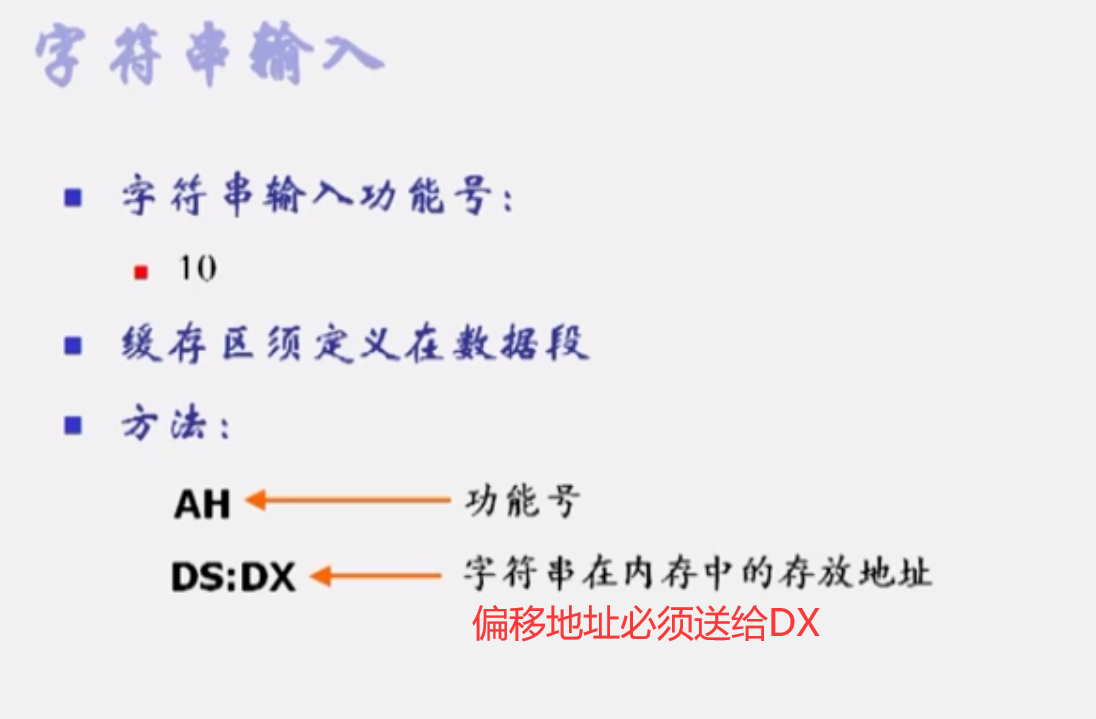 字符串输入
字符串输入功能号：
10
缓存区须定义在数据段
方法：
AH 功能号
DS:DX 字符串在内存中的存放地址
偏移地址必须送给DX